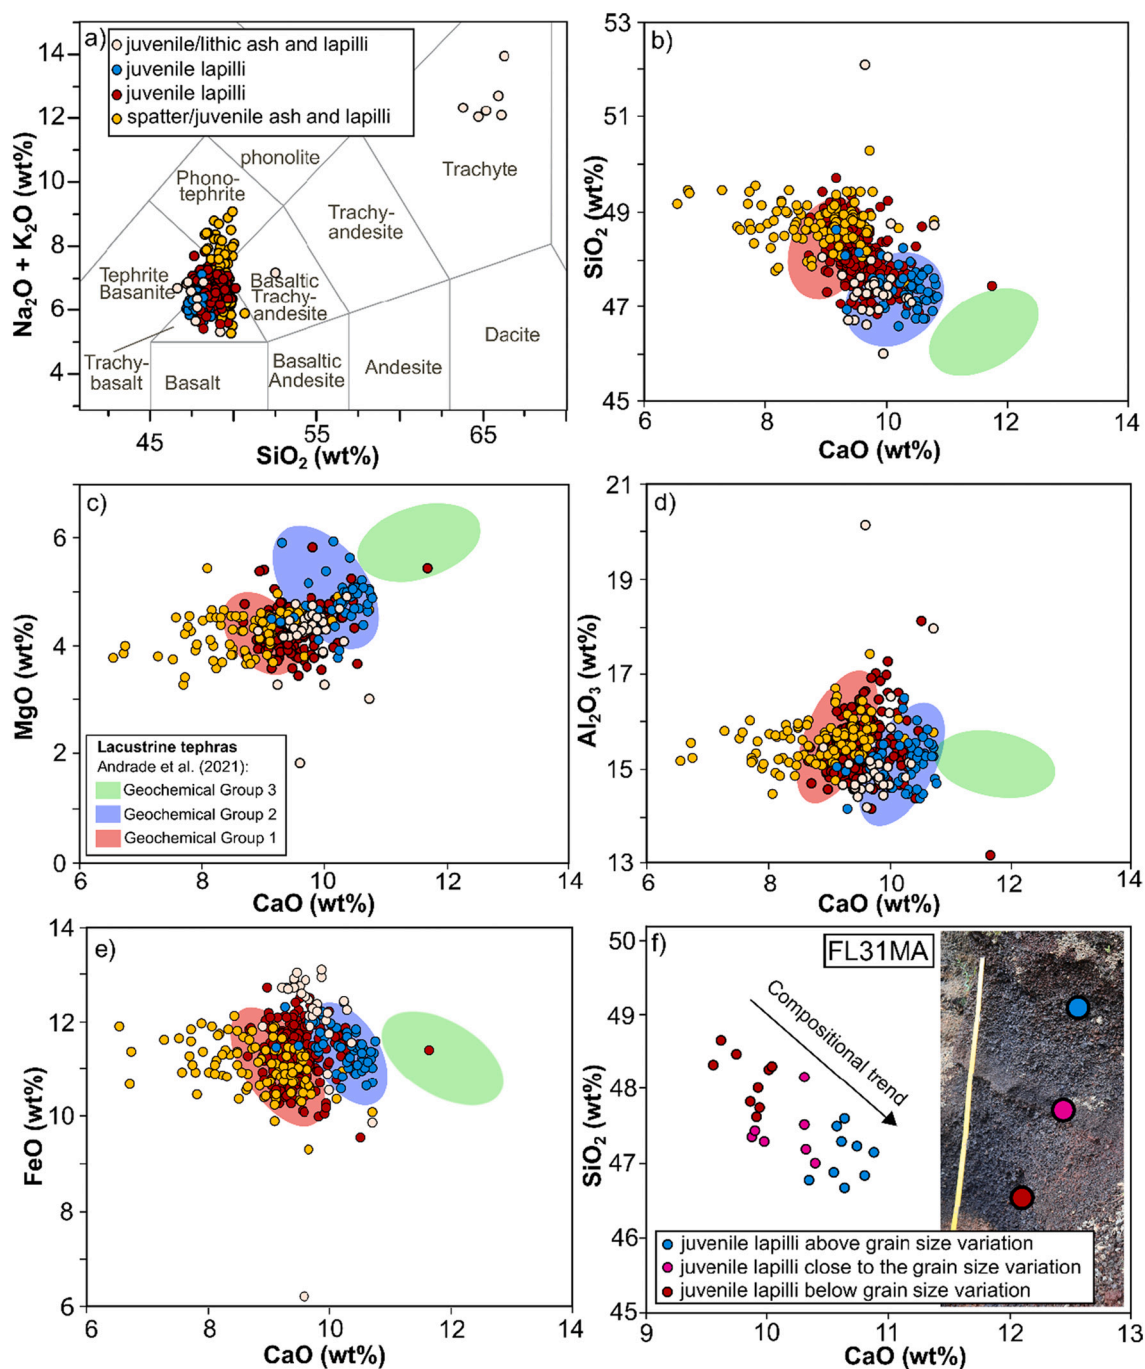 a)
juvenile/lithic ash and lapilli
juvenile lapilli
juvenile lapilli
spatter/juvenile ash and lapilli
phonolite
Phono-
tephrite
Trachyte
Trachy-
andesite
Tephrite
Basanite
Basaltic
Trachy-
andesite
Trachy-
basalt
Basalt
Basaltic
Andesite
Andesite
Dacite
14
12
10
8
6
4
Na₂O + K₂O (wt%)
45
55
65
SiO₂ (wt%)
b)
53
51
49
47
45
SiO₂ (wt%)
6
8
10
12
14
CaO (wt%)
c)
6
4
2
0
MgO (wt%)
Lacustrine tephras
Andrade et al. (2021):
Geochemical Group 3
Geochemical Group 2
Geochemical Group 1
6
8
10
12
14
CaO (wt%)
d)
21
19
17
15
13
Al₂O₃ (wt%)
6
8
10
12
14
CaO (wt%)
e)
14
12
10
8
6
FeO (wt%)
6
8
10
12
14
CaO (wt%)
f)
FL31MA
Compositional trend
50
49
48
47
46
45
SiO₂ (wt%)
juvenile lapilli above grain size variation
juvenile lapilli close to the grain size variation
juvenile lapilli below grain size variation
9
10
11
12
13
CaO (wt%)